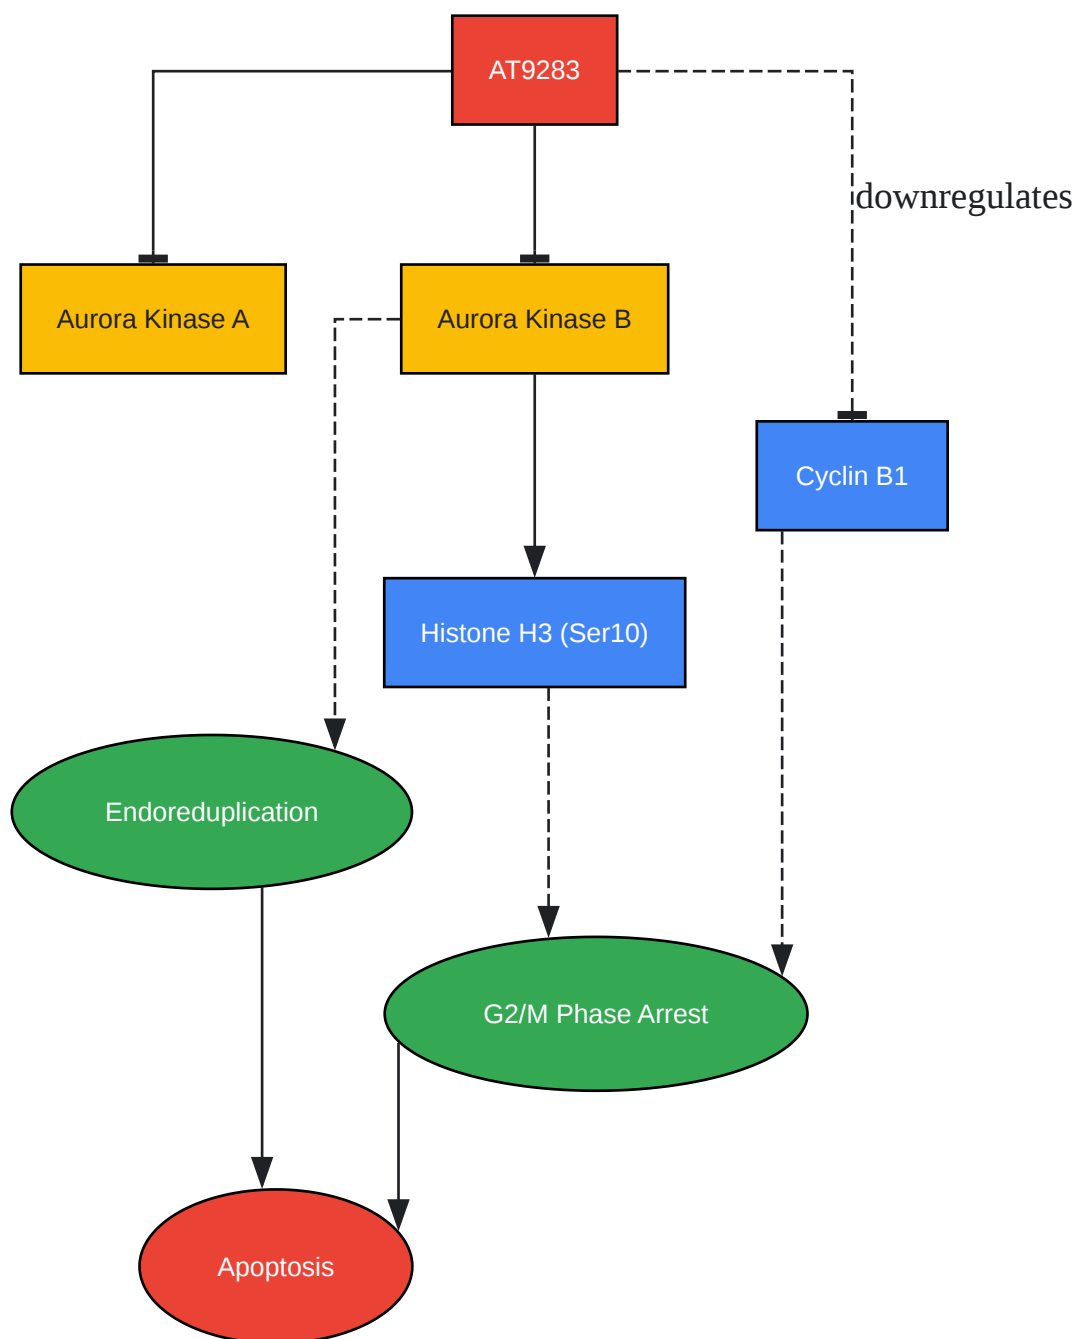 AT9283
downregulates
Aurora Kinase A
Aurora Kinase B
Cyclin B1
Histone H3 (Ser10)
Endoreduplication
G2/M Phase Arrest
Apoptosis